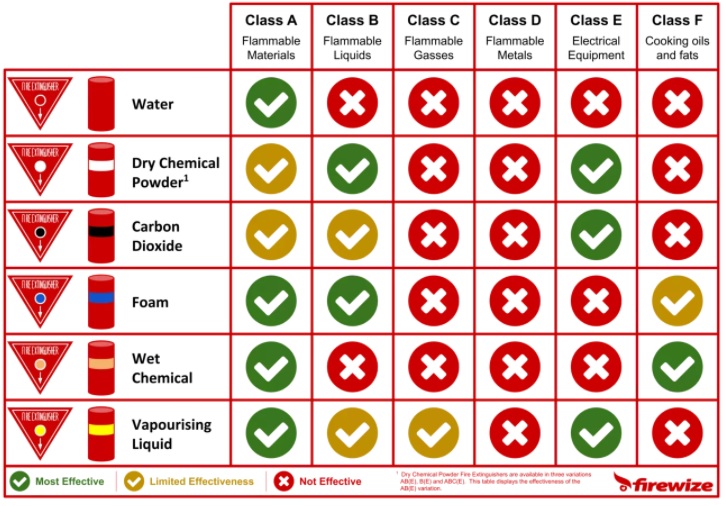 Class A
Class B
Class C
Class D
Class E
Class F
Flammable
Materials
Flammable
Liquids
Flammable
Gasses
Flammable
Metals
Electrical
Equipment
Cooking oils
and fats
FIRE EXTINGUISHER
Water
FIRE EXTINGUISHER
Dry Chemical
Powder¹
FIRE EXTINGUISHER
Carbon
Dioxide
FIRE EXTINGUISHER
Foam
FIRE EXTINGUISHER
Wet
Chemical
FIRE EXTINGUISHER
Vapourising
Liquid
Most Effective
Limited Effectiveness
Not Effective
¹ Dry Chemical Powder Fire Extinguishers are available in three variations
AB(E), B(E) and ABC(E). This table displays the effectiveness of the
AB(E) variation.
firewize